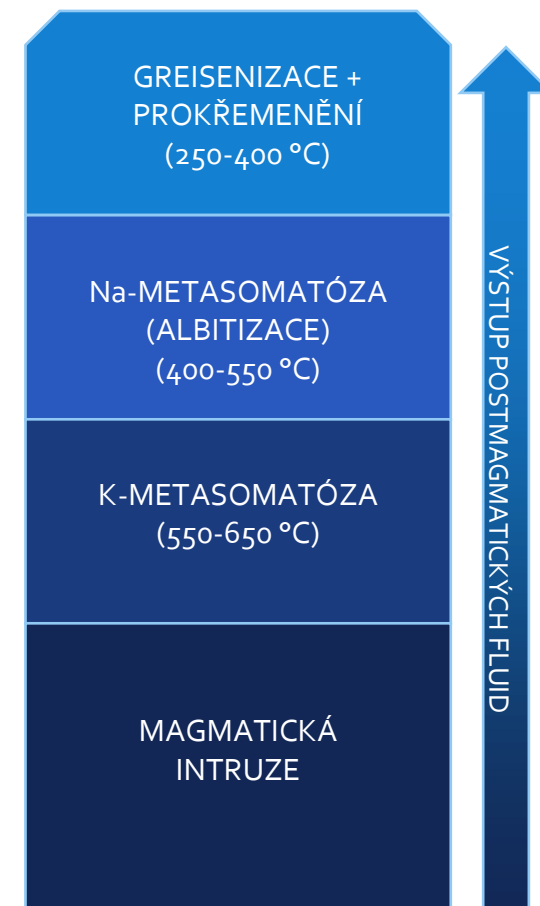 GREISENIZACE +
PROKŘEMENĚNÍ
(250-400 °C)
Na-METASOMATÓZA
(ALBITIZACE)
(400-550 °C)
K-METASOMATÓZA
(550-650 °C)
MAGMATICKÁ
INTRUZE
VÝSTUP POSTMAGMATICKÝCH FLUID